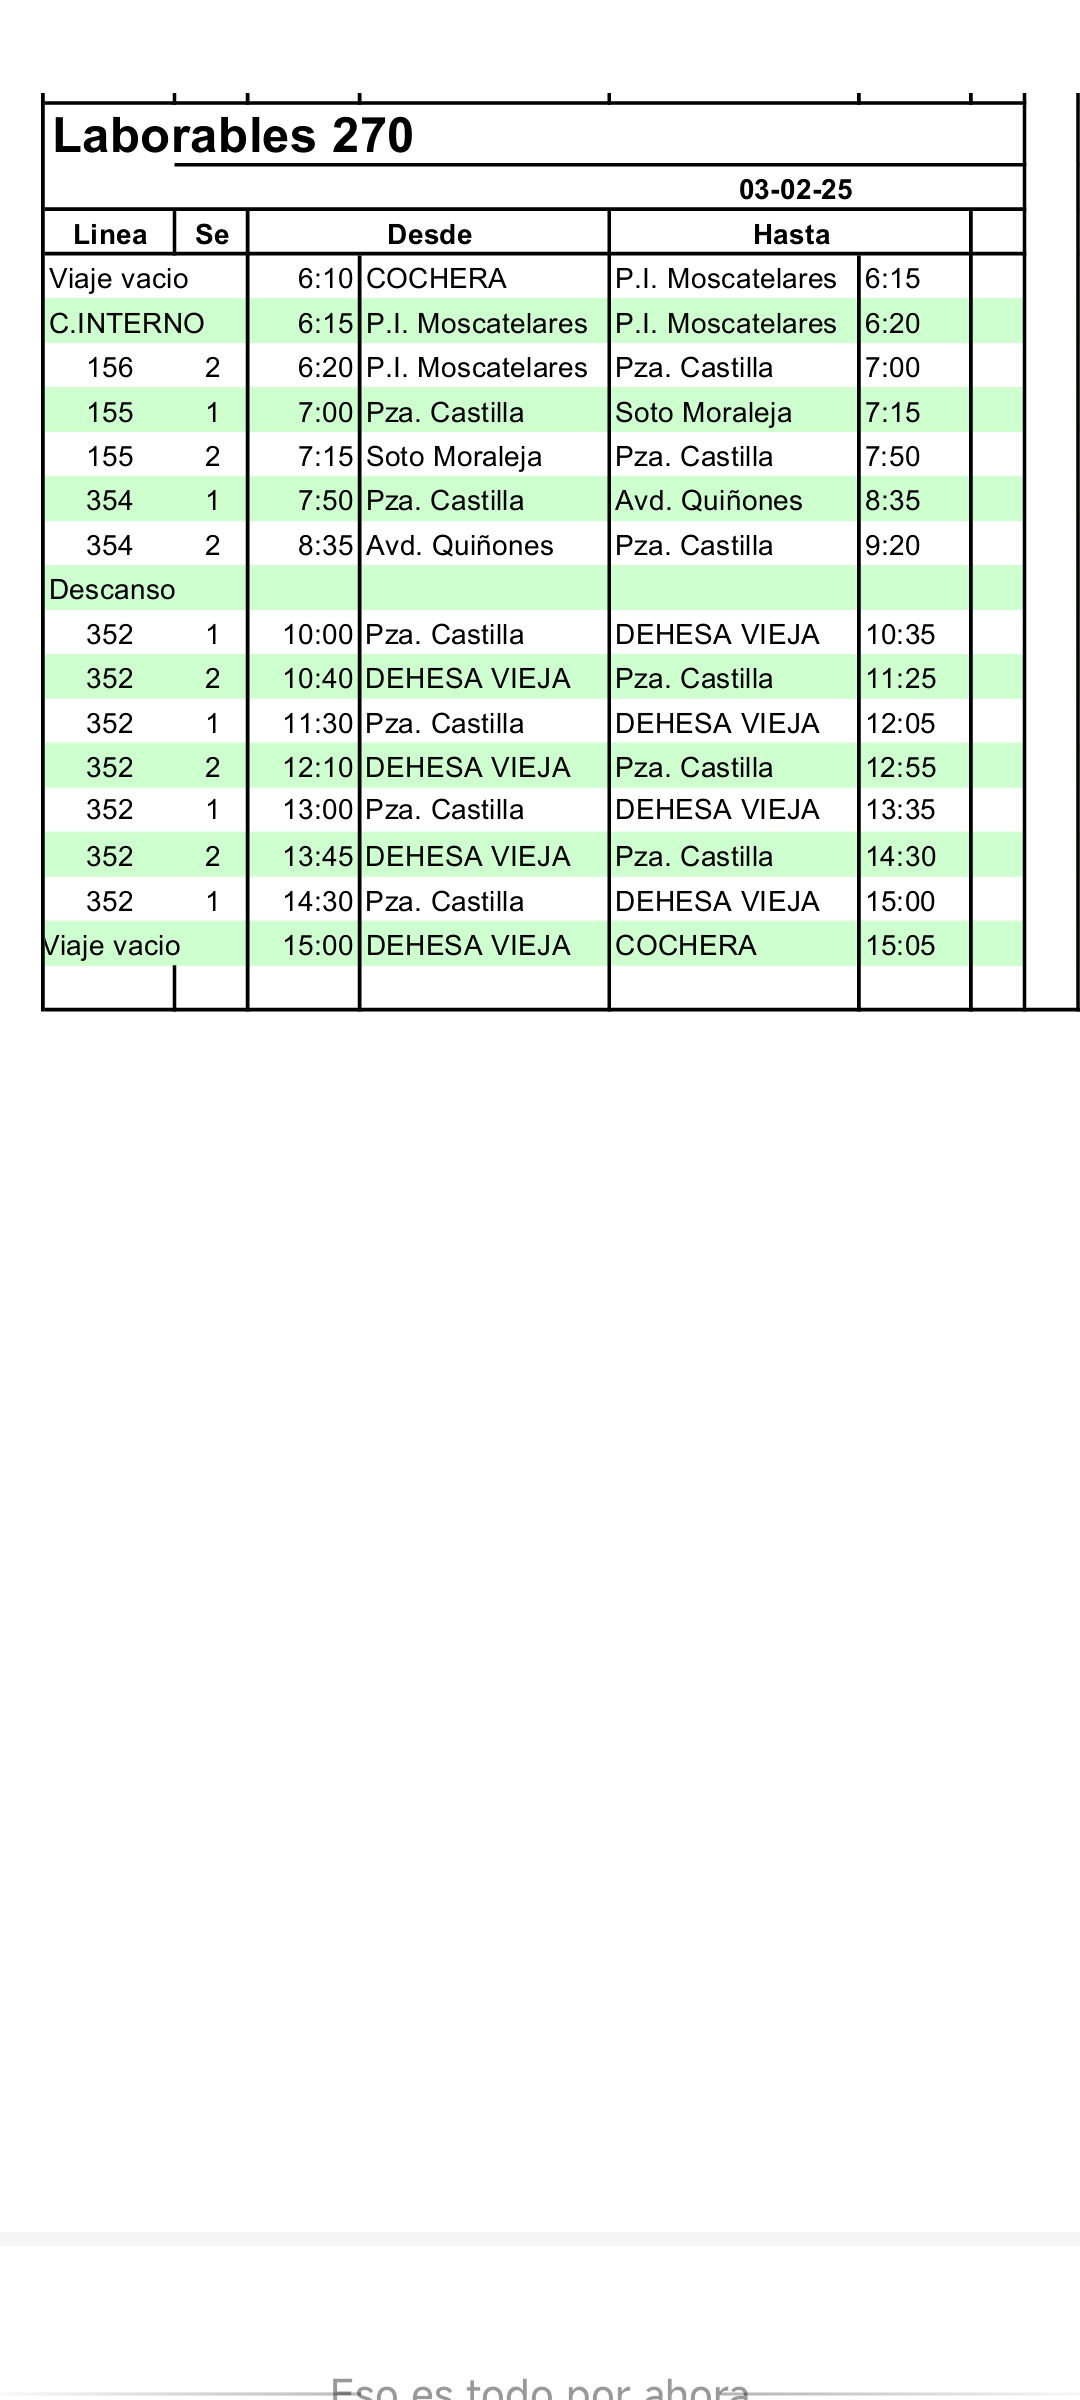 Laborables 270
03-02-25
Linea Se Desde Hasta
Viaje vacio 6:10 COCHERA P.I. Moscatelares 6:15
C.INTERNO 6:15 P.I. Moscatelares P.I. Moscatelares 6:20
156 2 6:20 P.I. Moscatelares Pza. Castilla 7:00
155 1 7:00 Pza. Castilla Soto Moraleja 7:15
155 2 7:15 Soto Moraleja Pza. Castilla 7:50
354 1 7:50 Pza. Castilla Avd. Quiñones 8:35
354 2 8:35 Avd. Quiñones Pza. Castilla 9:20
Descanso
352 1 10:00 Pza. Castilla DEHESA VIEJA 10:35
352 2 10:40 DEHESA VIEJA Pza. Castilla 11:25
352 1 11:30 Pza. Castilla DEHESA VIEJA 12:05
352 2 12:10 DEHESA VIEJA Pza. Castilla 12:55
352 1 13:00 Pza. Castilla DEHESA VIEJA 13:35
352 2 13:45 DEHESA VIEJA Pza. Castilla 14:30
352 1 14:30 Pza. Castilla DEHESA VIEJA 15:00
Viaje vacio 15:00 DEHESA VIEJA COCHERA 15:05
Eso es todo por ahora